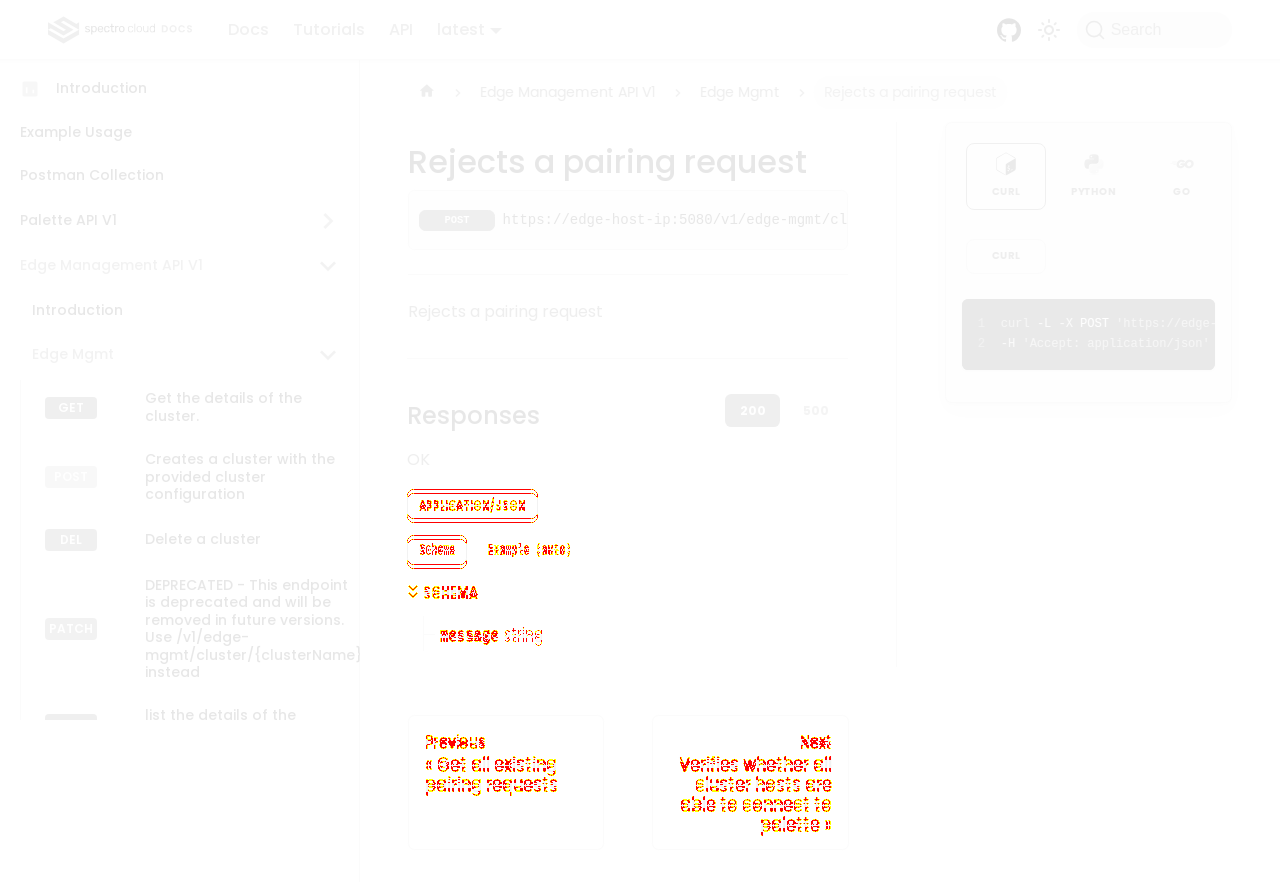 spectro cloud DOCS
Docs
Tutorials
API
latest
Search
Introduction
Example Usage
Postman Collection
Palette API V1
Edge Management API V1
Introduction
Edge Mgmt
GET
Get the details of the
cluster.
POST
Creates a cluster with the
provided cluster
configuration
DEL
Delete a cluster
PATCH
DEPRECATED - This endpoint
is deprecated and will be
removed in future versions.
Use /v1/edge-
mgmt/cluster/{clusterName}
instead
list the details of the
Edge Management API V1
Edge Mgmt
Rejects a pairing request
Rejects a pairing request
POST
https://edge-host-ip:5080/v1/edge-mgmt/cl
Rejects a pairing request
Responses
200
500
OK
APPLICATION/JSON
Schema
Example (auto)
SCHEMA
message string
Previous
« Get all existing
pairing requests
Next
Verifies whether all
cluster hosts are
able to connect to
palette »
CURL
PYTHON
GO
CURL
1 curl -L -X POST 'https://edge-
2 -H 'Accept: application/json'